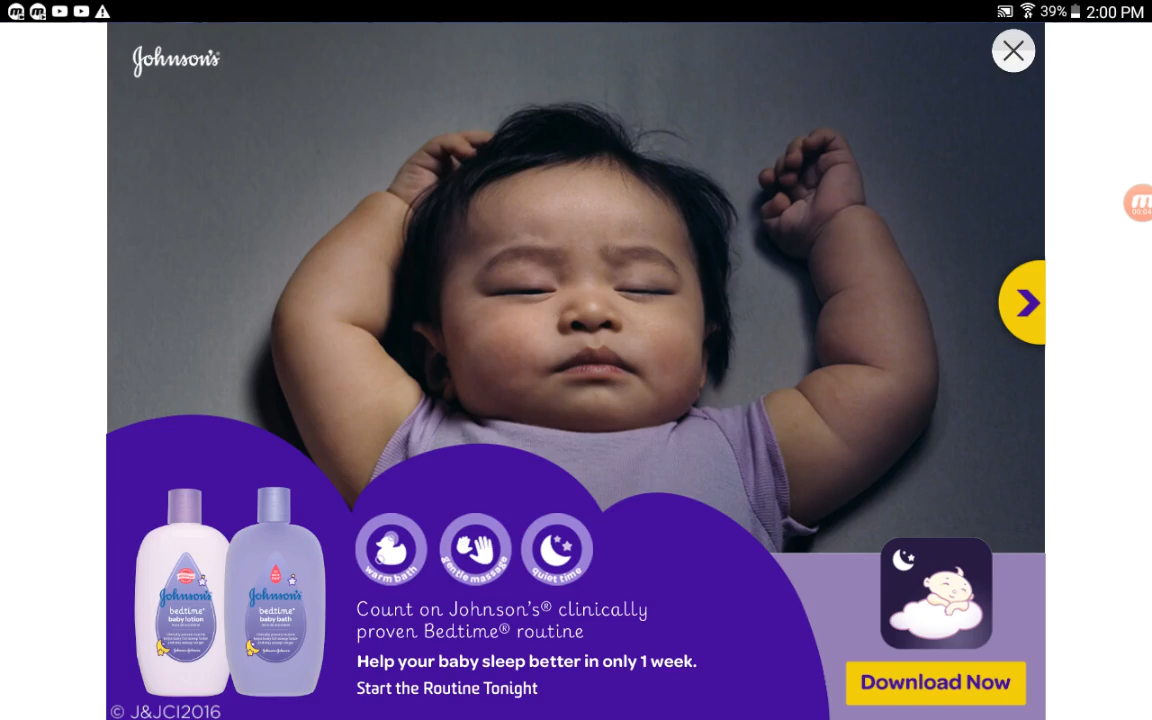 39% 2:00 PM
Johnson's
00:04
warm bath
gentle massage
quiet time
Count on Johnson's® clinically
proven Bedtime® routine
Help your baby sleep better in only 1 week.
Start the Routine Tonight
Johnson's
bedtime®
baby lotion
Johnson's
bedtime®
baby bath
Download Now
© J&JCI2016